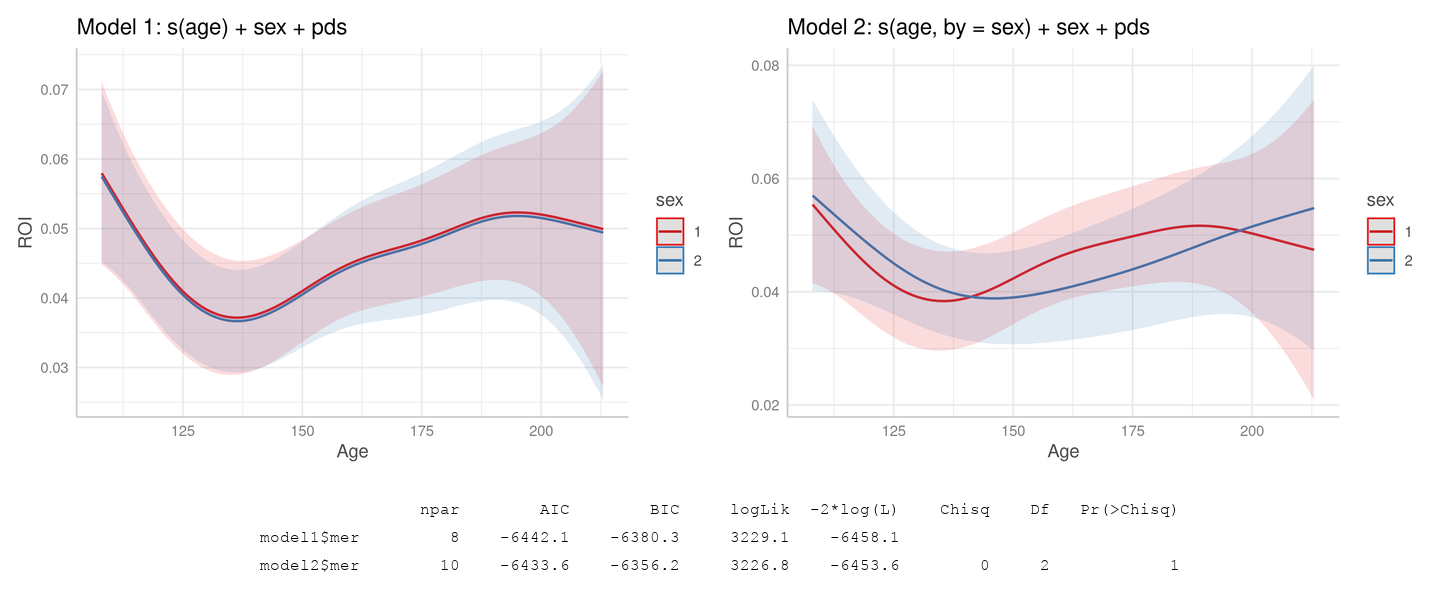 Model 1: s(age) + sex + pds
0.07
0.06
0.05
0.04
0.03
ROI
125 150 175 200
Age
sex
1
2
Model 2: s(age, by = sex) + sex + pds
0.08
0.06
0.04
0.02
ROI
125 150 175 200
Age
sex
1
2
npar AIC BIC logLik -2*log(L) Chisq Df Pr(>Chisq)
model1$mer 8 -6442.1 -6380.3 3229.1 -6458.1
model2$mer 10 -6433.6 -6356.2 3226.8 -6453.6 0 2 1